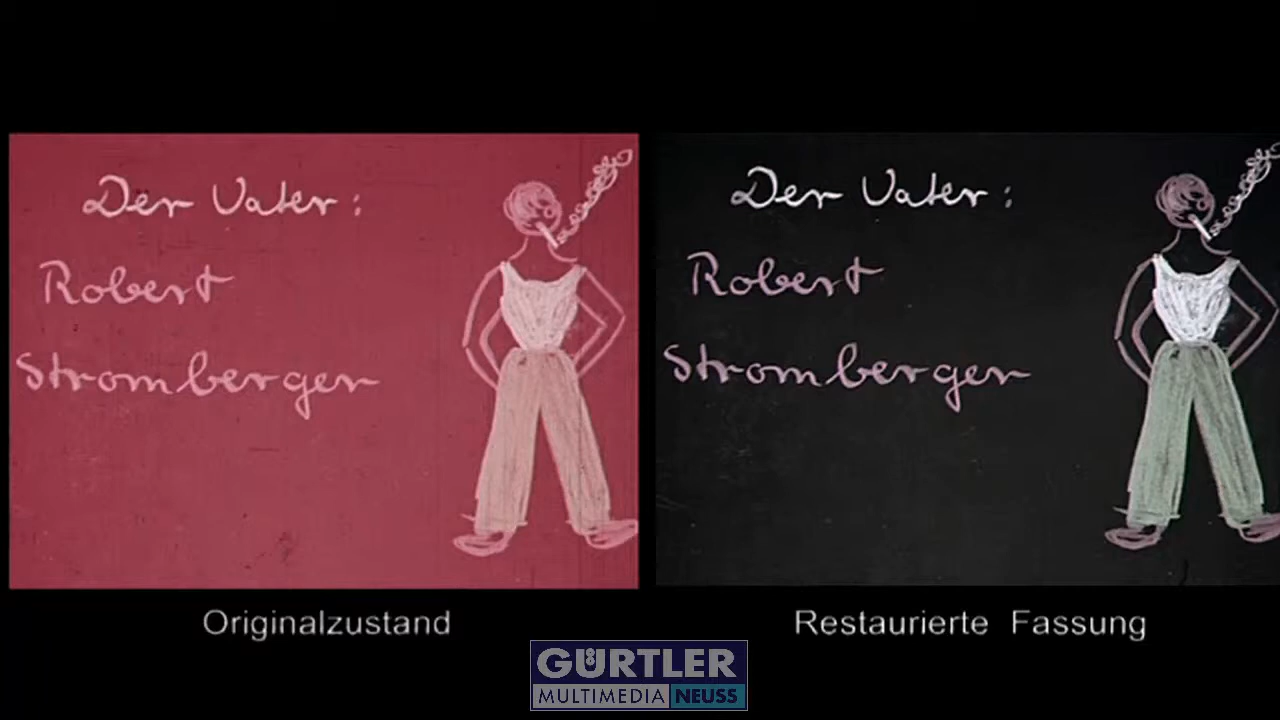 Der Vater:
Robert
Stromberger
Der Vater:
Robert
Stromberger
Originalzustand
Restaurierte Fassung
GÜRTLER
MULTIMEDIA NEUSS